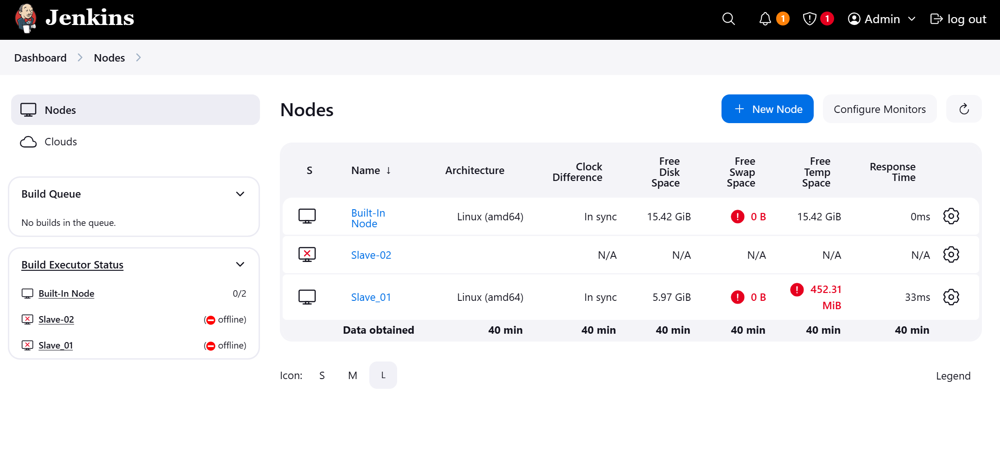 Jenkins
1
1
Admin
log out
Dashboard
Nodes
Nodes
Clouds
Build Queue
No builds in the queue.
Build Executor Status
Built-In Node 0/2
Slave-02 (offline)
Slave_01 (offline)
Nodes
+ New Node
Configure Monitors
S
Name ↓
Architecture
Clock
Difference
Free
Disk
Space
Free
Swap
Space
Free
Temp
Space
Response
Time
Built-In
Node
Linux (amd64)
In sync
15.42 GiB
0 B
15.42 GiB
0ms
Slave-02
N/A
N/A
N/A
N/A
N/A
Slave_01
Linux (amd64)
In sync
5.97 GiB
0 B
452.31
MiB
33ms
Data obtained 40 min 40 min 40 min 40 min 40 min 40 min
Icon: S M L
Legend